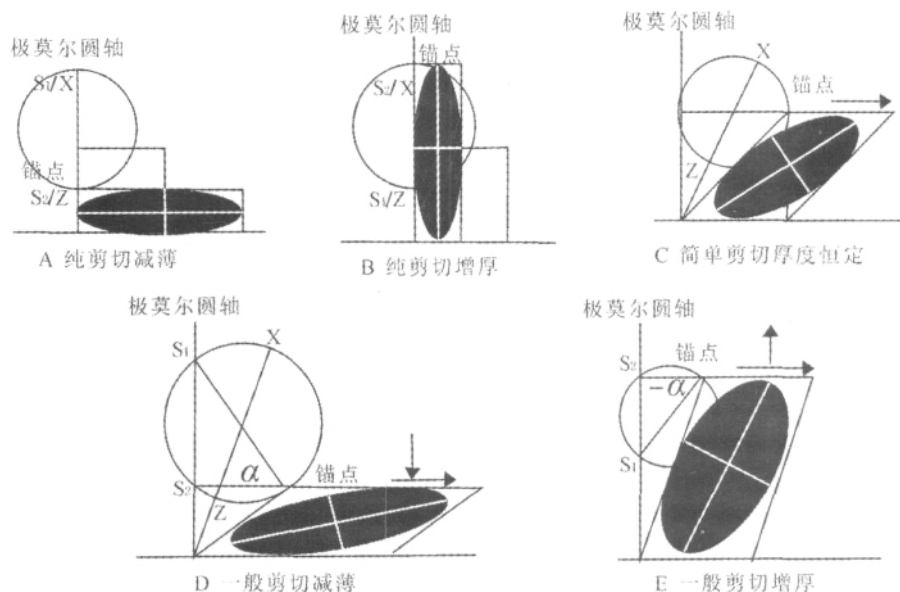 极莫尔圆轴
S₁/X
锚点
S₂/Z
A 纯剪切减薄
极莫尔圆轴
锚点
S₂/X
S₁/Z
B 纯剪切增厚
极莫尔圆轴
X
锚点
Z
C 简单剪切厚度恒定
极莫尔圆轴
S₁
X
α
锚点
S₂
Z
D 一般剪切减薄
极莫尔圆轴
S₂
锚点
-α
S₁
E 一般剪切增厚